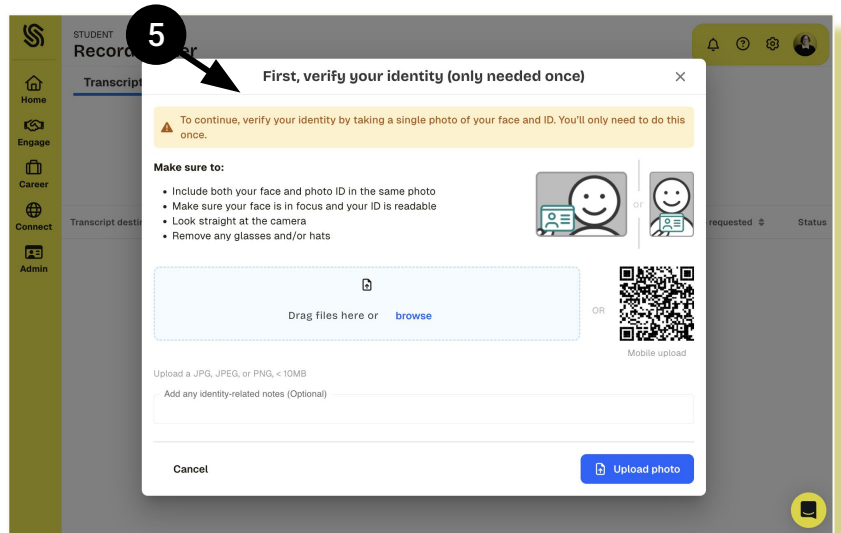 5
STUDENT
Record
er
Transcript
Home
Engage
Career
Connect
Admin
First, verify your identity (only needed once)
To continue, verify your identity by taking a single photo of your face and ID. You'll only need to do this
once.
Make sure to:
• Include both your face and photo ID in the same photo
• Make sure your face is in focus and your ID is readable
• Look straight at the camera
• Remove any glasses and/or hats
or
Transcript destin
requested
Status
Drag files here or browse
OR
Mobile upload
Upload a JPG, JPEG, or PNG, < 10MB
Add any identity-related notes (Optional)
Cancel
Upload photo